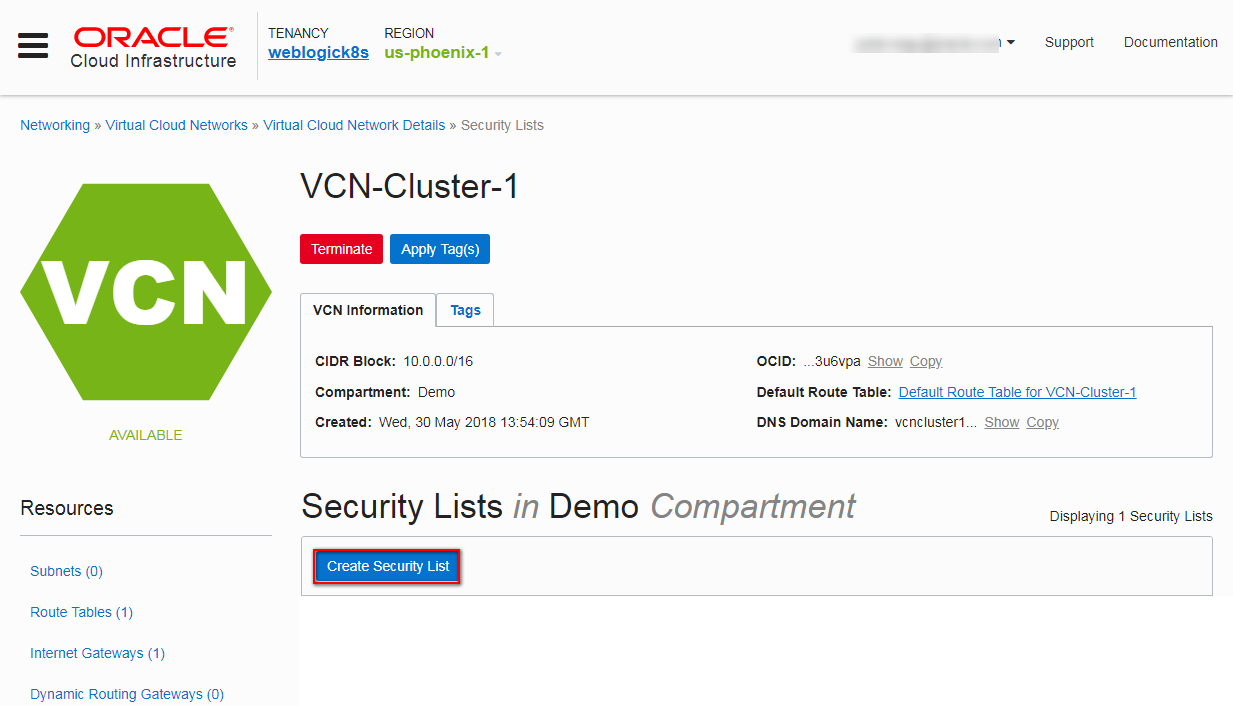 ORACLE®
Cloud Infrastructure
TENANCY
weblogick8s
REGION
us-phoenix-1
Support
Documentation
Networking » Virtual Cloud Networks » Virtual Cloud Network Details » Security Lists
VCN
AVAILABLE
VCN-Cluster-1
Terminate
Apply Tag(s)
VCN Information
Tags
CIDR Block: 10.0.0.0/16
Compartment: Demo
Created: Wed, 30 May 2018 13:54:09 GMT
OCID: ...3u6vpa Show Copy
Default Route Table: Default Route Table for VCN-Cluster-1
DNS Domain Name: vcncluster1... Show Copy
Resources
Subnets (0)
Route Tables (1)
Internet Gateways (1)
Dynamic Routing Gateways (0)
Security Lists in Demo Compartment
Displaying 1 Security Lists
Create Security List